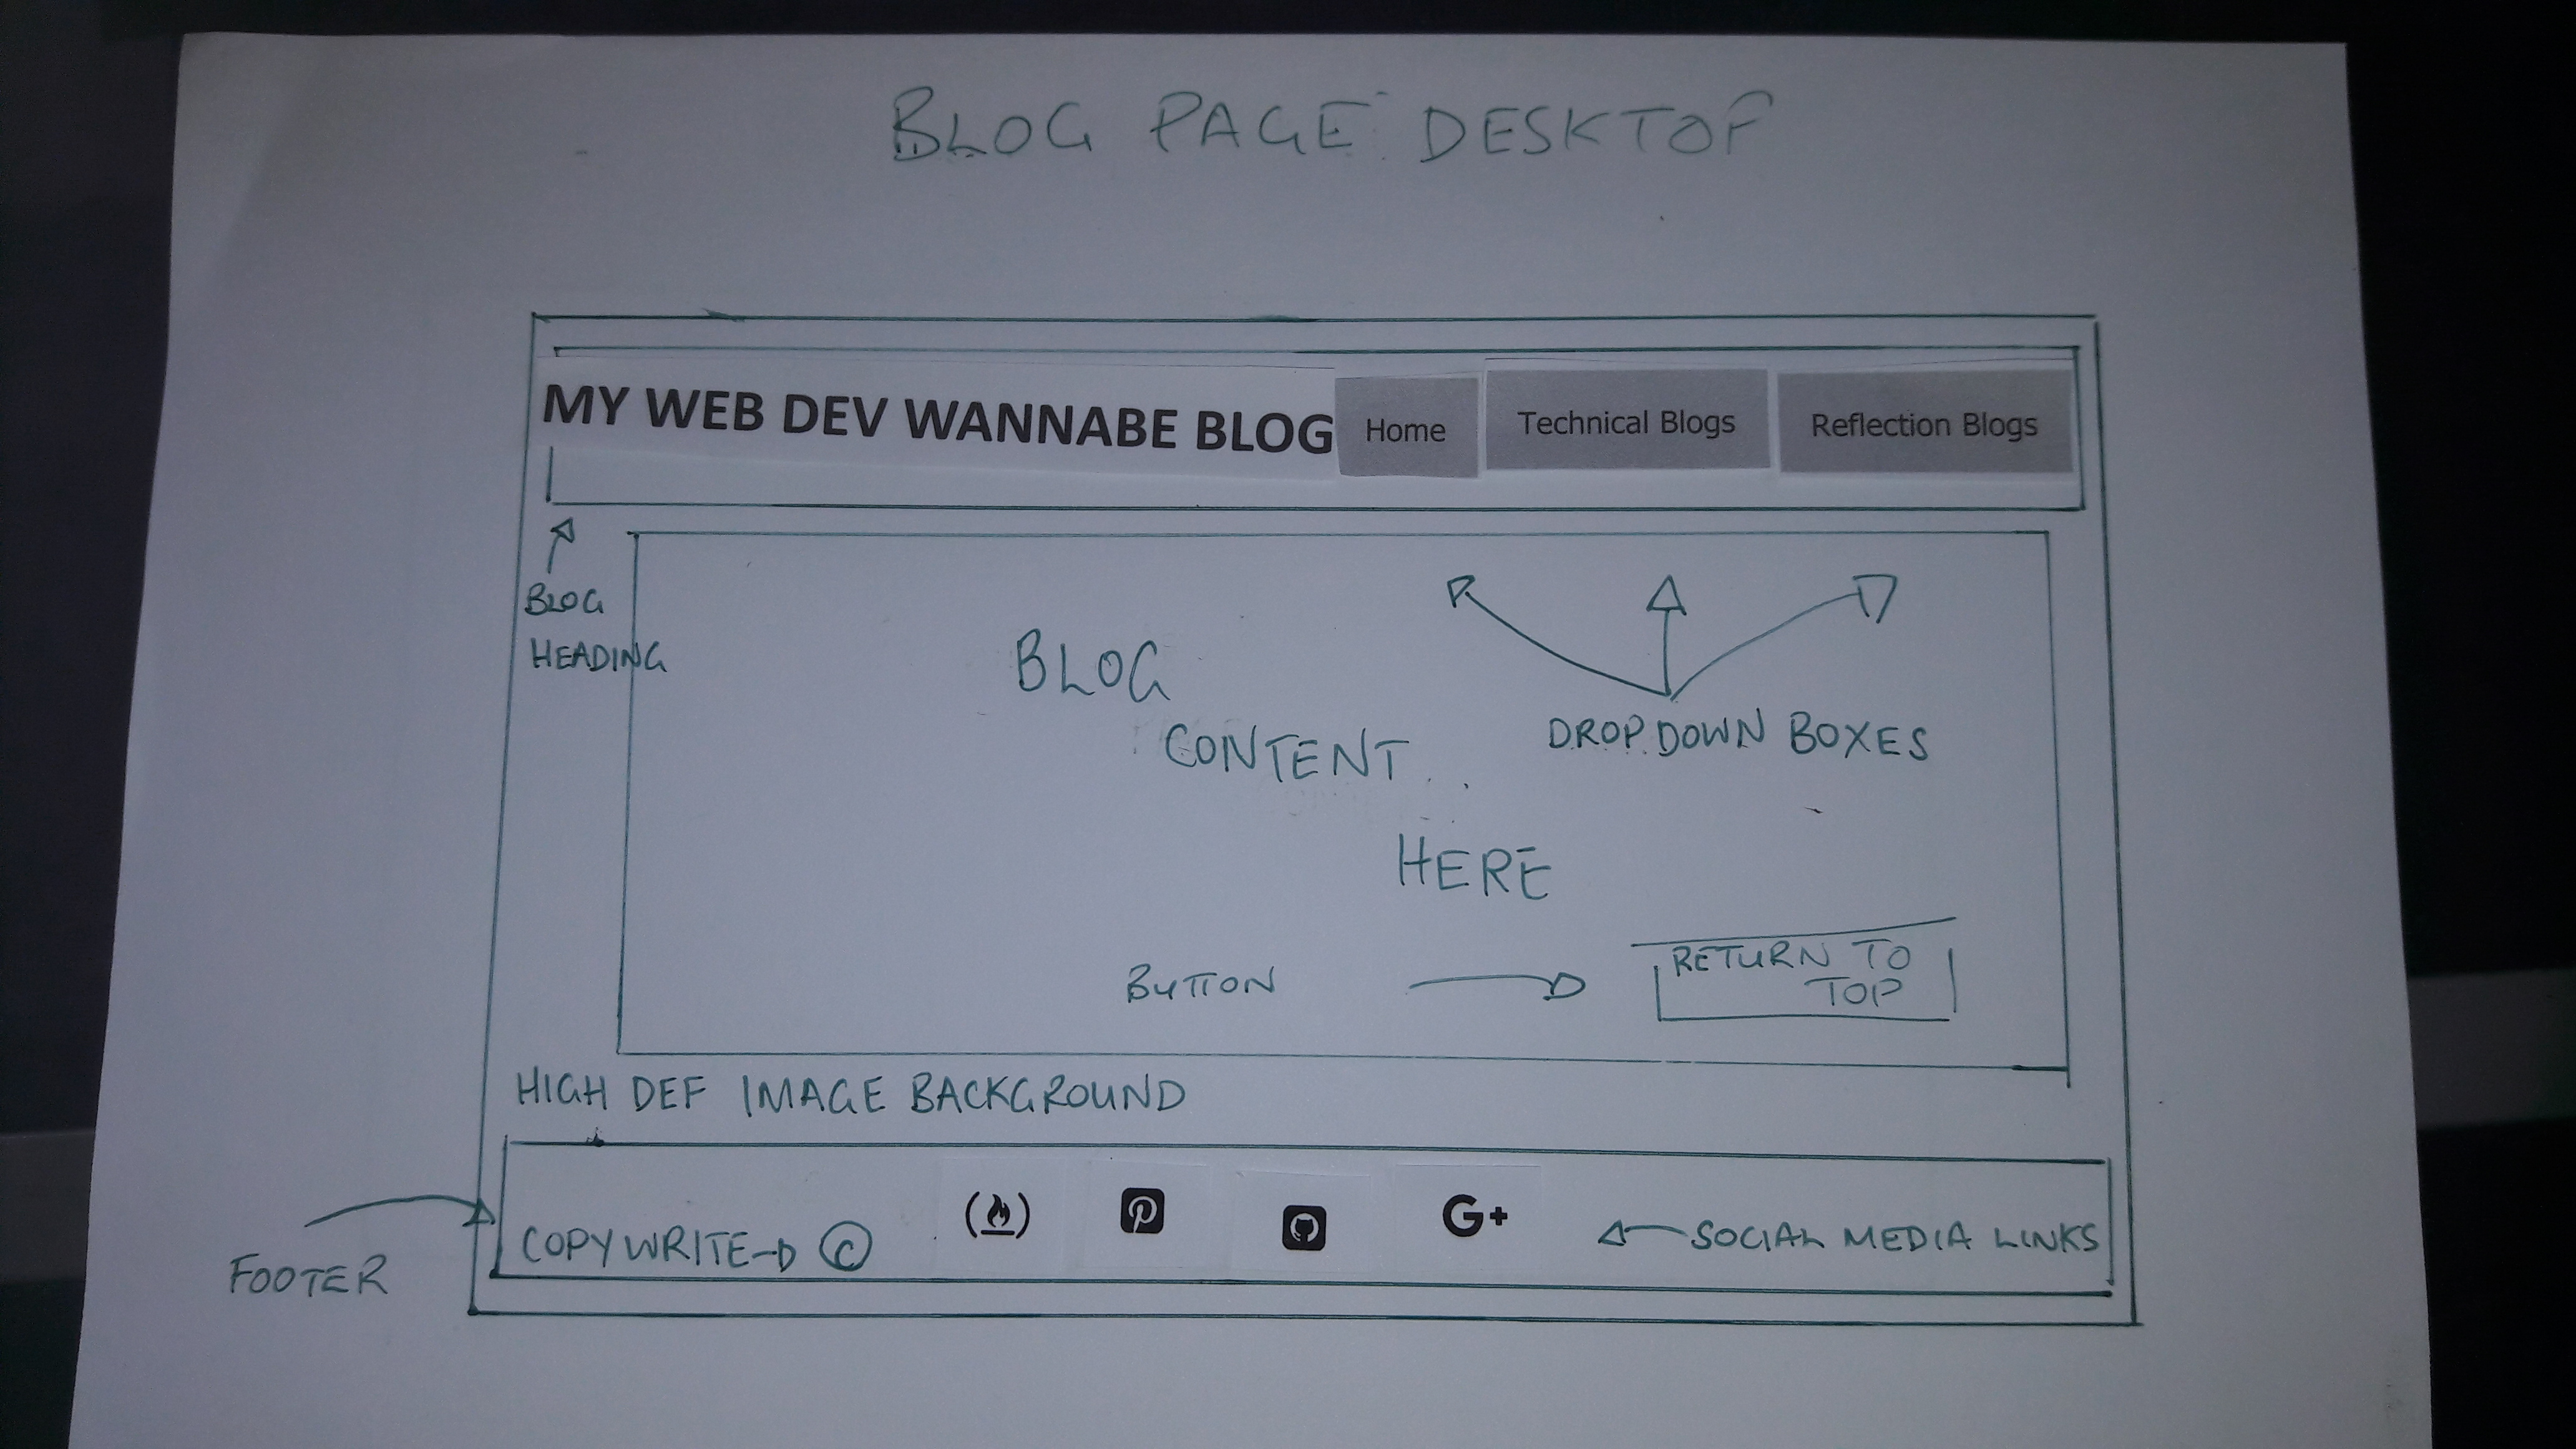 BLOG PAGE DESKTOP
MY WEB DEV WANNABE BLOG Home Technical Blogs Reflection Blogs
BLOG
HEADING
BLOG
CONTENT
HERE
DROP DOWN BOXES
BUTTON
RETURN TO
TOP
HIGH DEF IMAGE BACKGROUND
FOOTER
COPYWRITE © G+ SOCIAL MEDIA LINKS